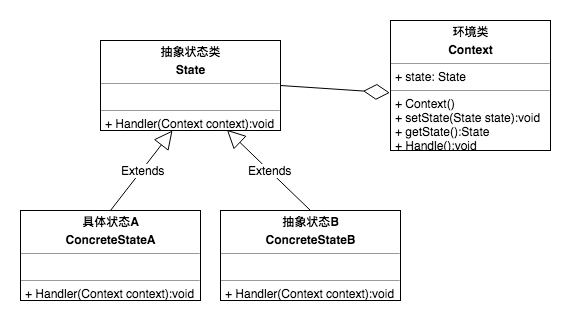 环境类
Context
+ state: State
+ Context()
+ setState(State state):void
+ getState():State
+ Handle():void
抽象状态类
State
+ Handler(Context context):void
Extends
Extends
具体状态A
ConcreteStateA
+ Handler(Context context):void
抽象状态B
ConcreteStateB
+ Handler(Context context):void